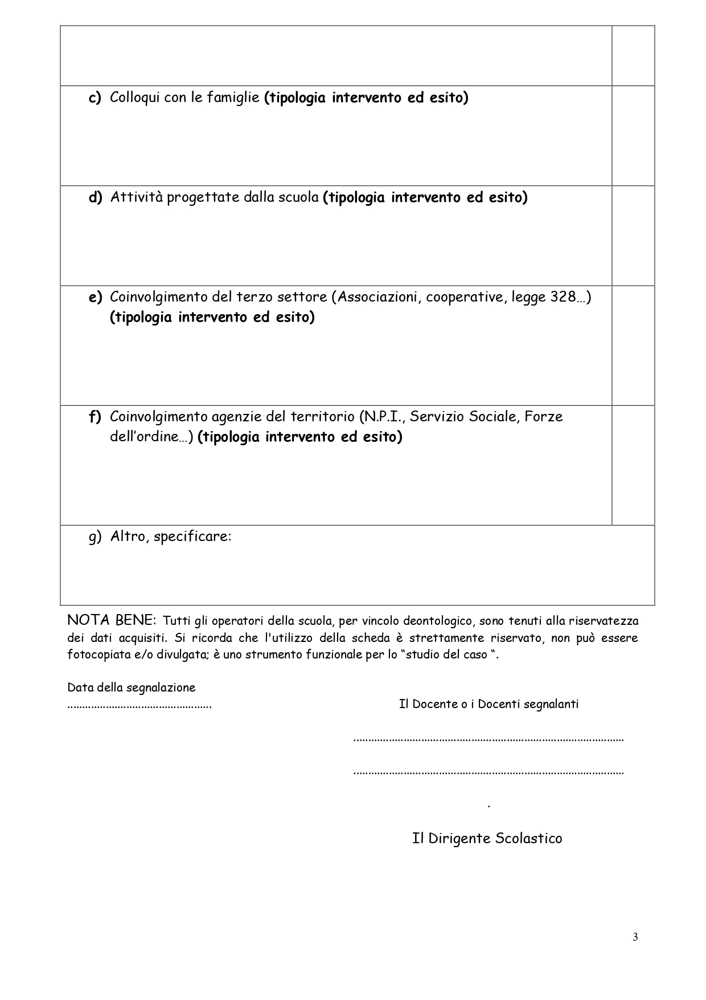 c) Colloqui con le famiglie (tipologia intervento ed esito)
d) Attività progettate dalla scuola (tipologia intervento ed esito)
e) Coinvolgimento del terzo settore (Associazioni, cooperative, legge 328…)
(tipologia intervento ed esito)
f) Coinvolgimento agenzie del territorio (N.P.I., Servizio Sociale, Forze
dell’ordine…) (tipologia intervento ed esito)
g) Altro, specificare:
NOTA BENE: Tutti gli operatori della scuola, per vincolo deontologico, sono tenuti alla riservatezza
dei dati acquisiti. Si ricorda che l'utilizzo della scheda è strettamente riservato, non può essere
fotocopiata e/o divulgata; è uno strumento funzionale per lo “studio del caso “.
Data della segnalazione
................................................. Il Docente o i Docenti segnalanti
............................................................................................
............................................................................................
.
Il Dirigente Scolastico
3